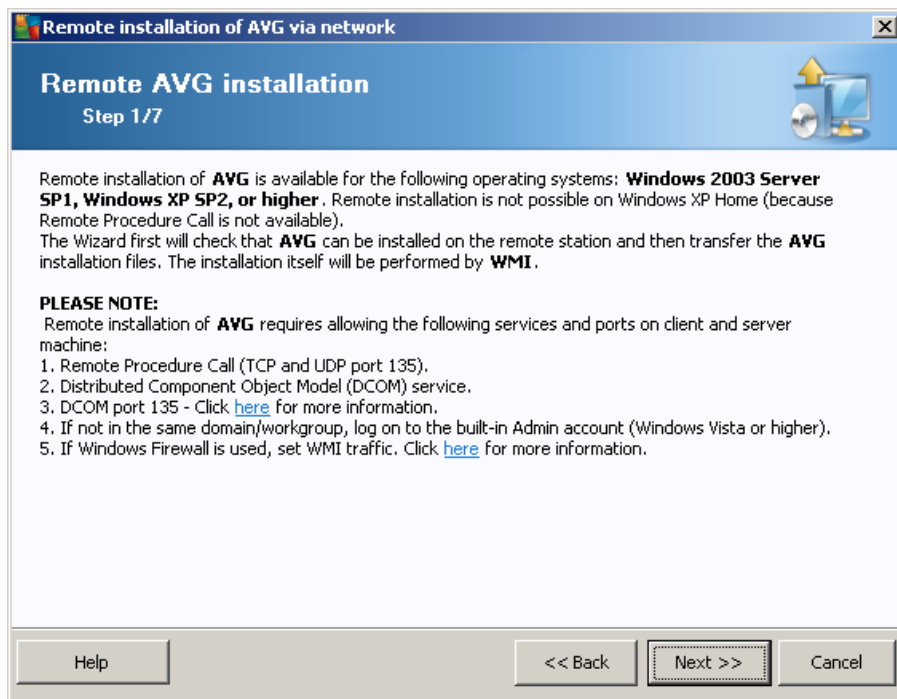 Remote installation of AVG via network
Remote AVG installation
Step 1/7
Remote installation of AVG is available for the following operating systems: Windows 2003 Server
SP1, Windows XP SP2, or higher. Remote installation is not possible on Windows XP Home (because
Remote Procedure Call is not available).
The Wizard first will check that AVG can be installed on the remote station and then transfer the AVG
installation files. The installation itself will be performed by WMI.
PLEASE NOTE:
Remote installation of AVG requires allowing the following services and ports on client and server
machine:
1. Remote Procedure Call (TCP and UDP port 135).
2. Distributed Component Object Model (DCOM) service.
3. DCOM port 135 - Click here for more information.
4. If not in the same domain/workgroup, log on to the built-in Admin account (Windows Vista or higher).
5. If Windows Firewall is used, set WMI traffic. Click here for more information.
Help
<< Back
Next >>
Cancel